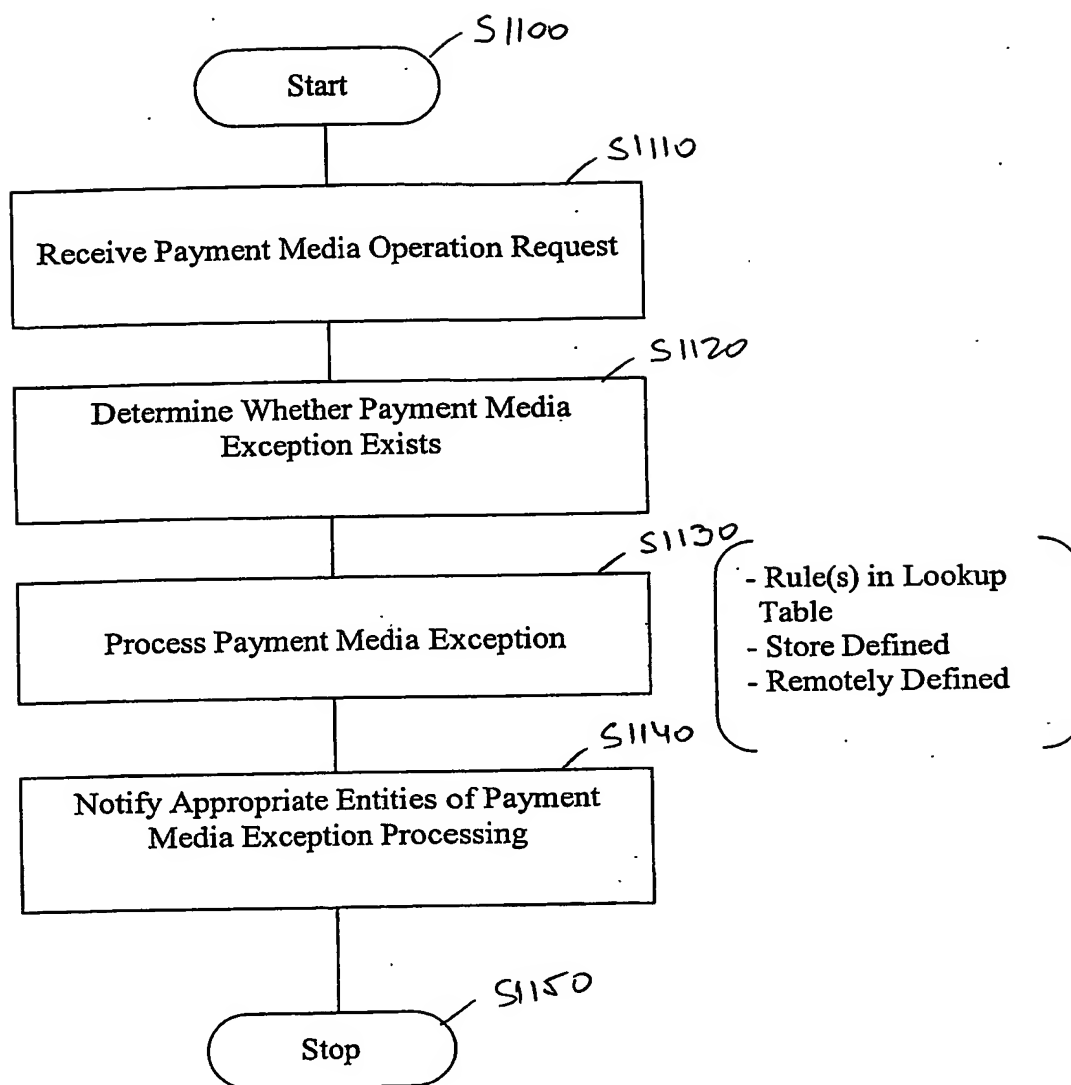 S1100
Start
S1110
Receive Payment Media Operation Request
S1120
Determine Whether Payment Media
Exception Exists
S1130
Process Payment Media Exception
- Rule(s) in Lookup
Table
- Store Defined
- Remotely Defined
S1140
Notify Appropriate Entities of Payment
Media Exception Processing
S1150
Stop